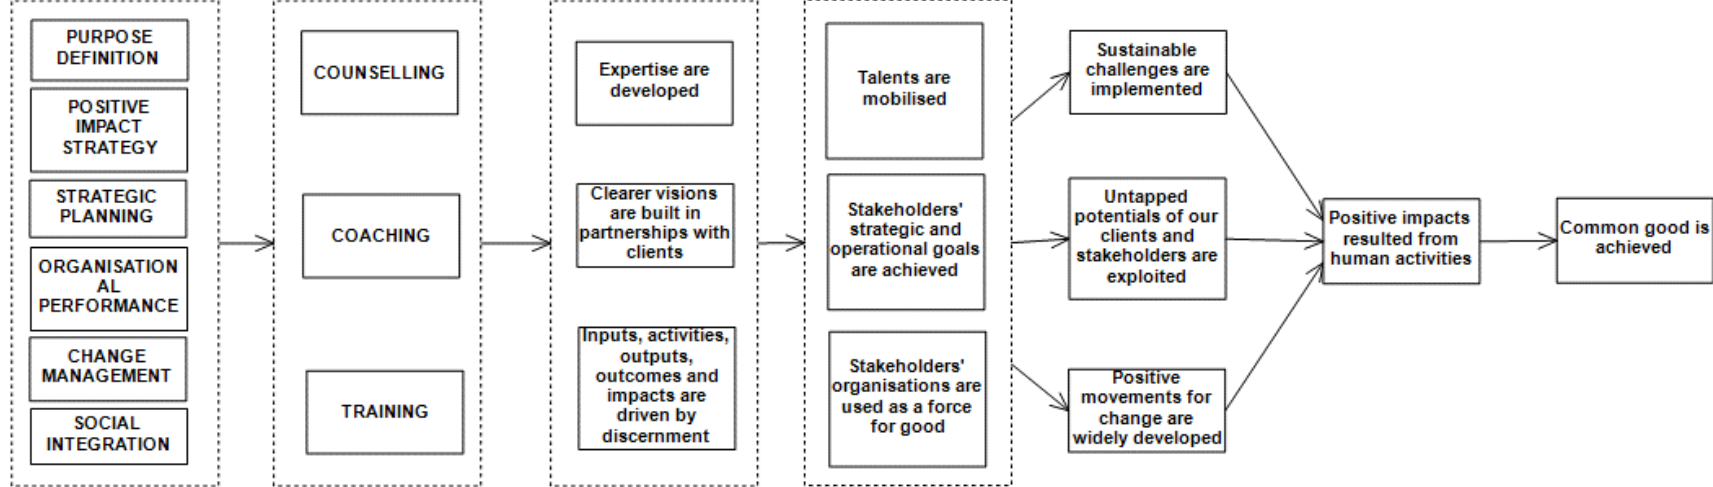 PURPOSE
DEFINITION
POSITIVE
IMPACT
STRATEGY
STRATEGIC
PLANNING
ORGANISATION
AL
PERFORMANCE
CHANGE
MANAGEMENT
SOCIAL
INTEGRATION
COUNSELLING
COACHING
TRAINING
Expertise are
developed
Clearer visions
are built in
partnerships with
clients
Inputs, activities,
outputs,
outcomes and
impacts are
driven by
discernment
Talents are
mobilised
Stakeholders'
strategic and
operational goals
are achieved
Stakeholders'
organisations are
used as a force
for good
Sustainable
challenges are
implemented
Untapped
potentials of our
clients and
stakeholders are
exploited
Positive
movements for
change are
widely developed
Positive impacts
resulted from
human activities
Common good is
achieved